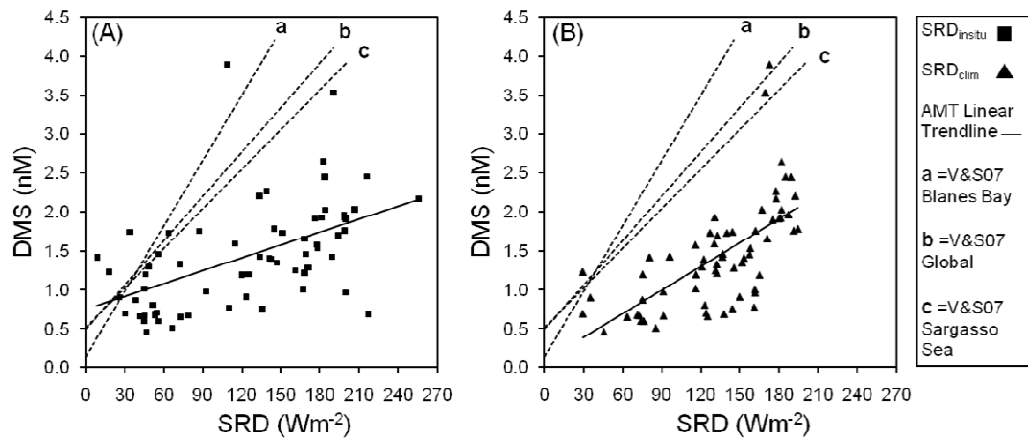 (A)
a
b
c
4.5
4.0
3.5
3.0
2.5
2.0
1.5
1.0
0.5
0.0
DMS (nM)
0 30 60 90 120 150 180 210 240 270
SRD (Wm-2)
(B)
a
b
c
4.5
4.0
3.5
3.0
2.5
2.0
1.5
1.0
0.5
0.0
DMS (nM)
0 30 60 90 120 150 180 210 240 270
SRD (Wm-2)
SRDinsitu
SRDclim
AMT Linear
Trendline
a =V&S07
Blanes Bay
b =V&S07
Global
c =V&S07
Sargasso
Sea